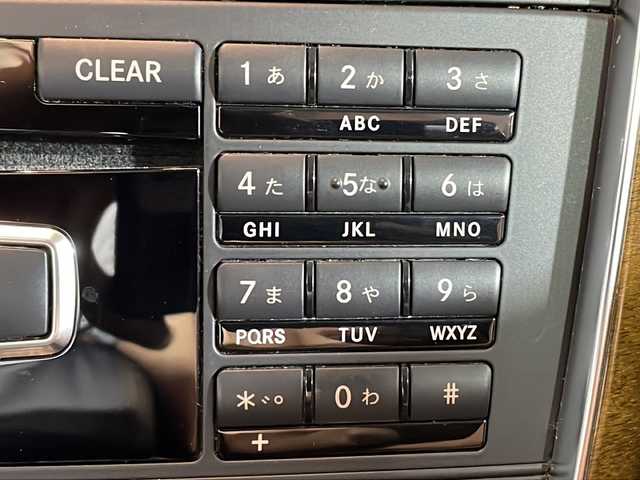 CLEAR
1 あ 2 か 3 さ
ABC DEF
4 た 5 な 6 は
GHI JKL MNO
7 ま 8 や 9 ら
PQRS TUV WXYZ
* ゛゜ 0 わ #
+